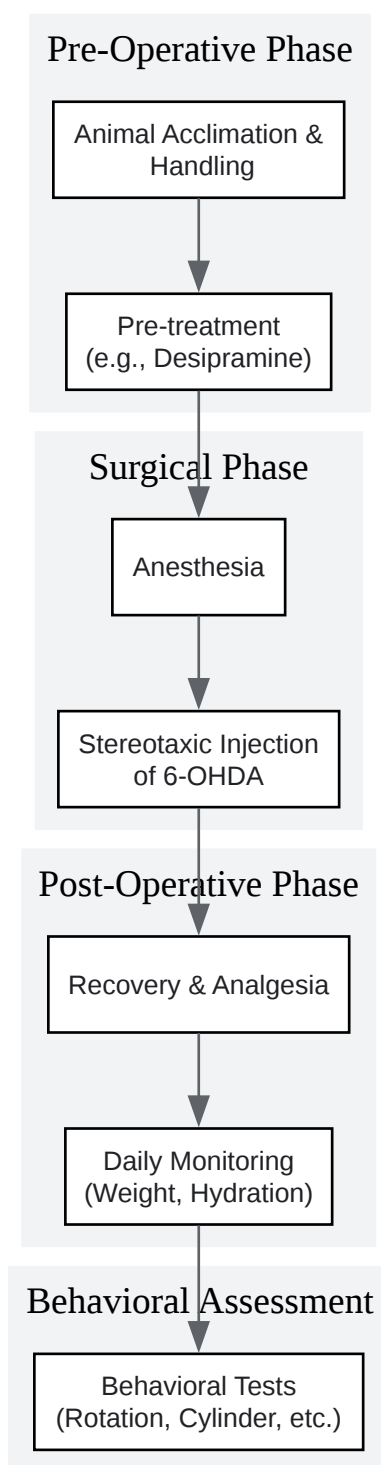 Pre-Operative Phase
Animal Acclimation &
Handling
Pre-treatment
(e.g., Desipramine)
Surgical Phase
Anesthesia
Stereotaxic Injection
of 6-OHDA
Post-Operative Phase
Recovery & Analgesia
Daily Monitoring
(Weight, Hydration)
Behavioral Assessment
Behavioral Tests
(Rotation, Cylinder, etc.)